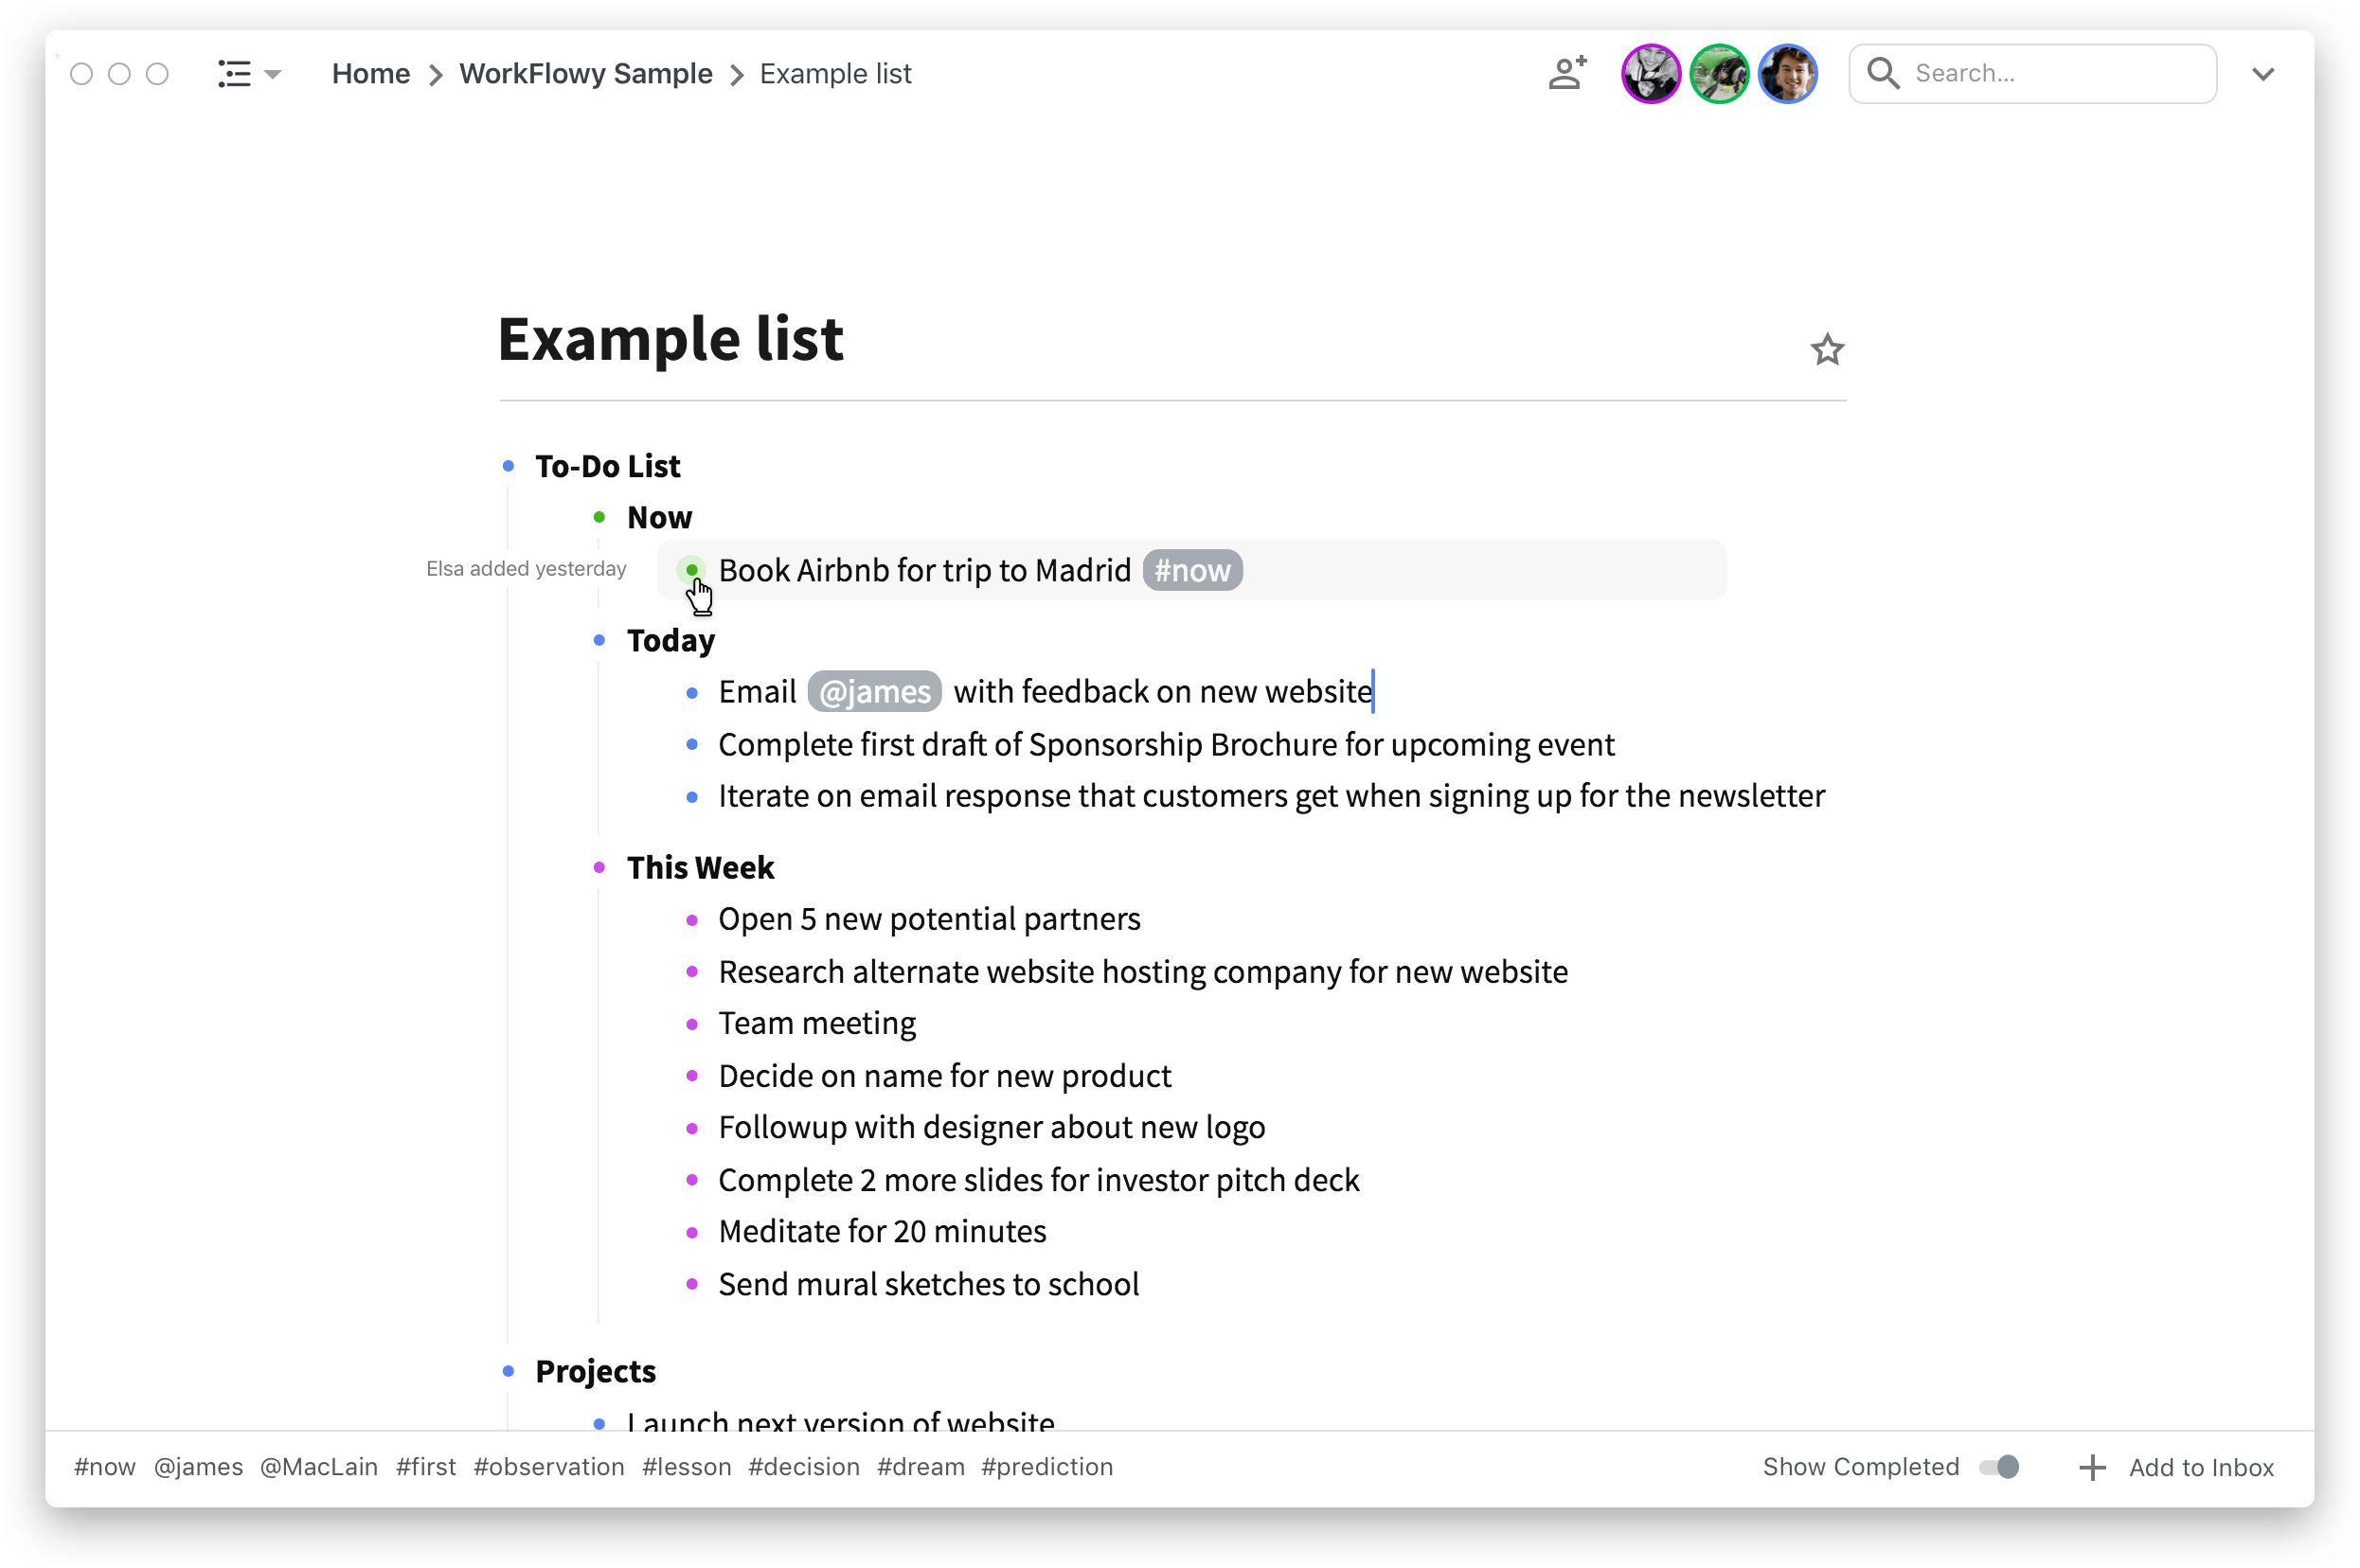 Home > WorkFlowy Sample > Example list
Search...
Example list
To-Do List
Now
Elsa added yesterday
Book Airbnb for trip to Madrid #now
Today
Email @james with feedback on new website
Complete first draft of Sponsorship Brochure for upcoming event
Iterate on email response that customers get when signing up for the newsletter
This Week
Open 5 new potential partners
Research alternate website hosting company for new website
Team meeting
Decide on name for new product
Followup with designer about new logo
Complete 2 more slides for investor pitch deck
Meditate for 20 minutes
Send mural sketches to school
Projects
Launch next version of website
#now @james @MacLain #first #observation #lesson #decision #dream #prediction
Show Completed
Add to Inbox